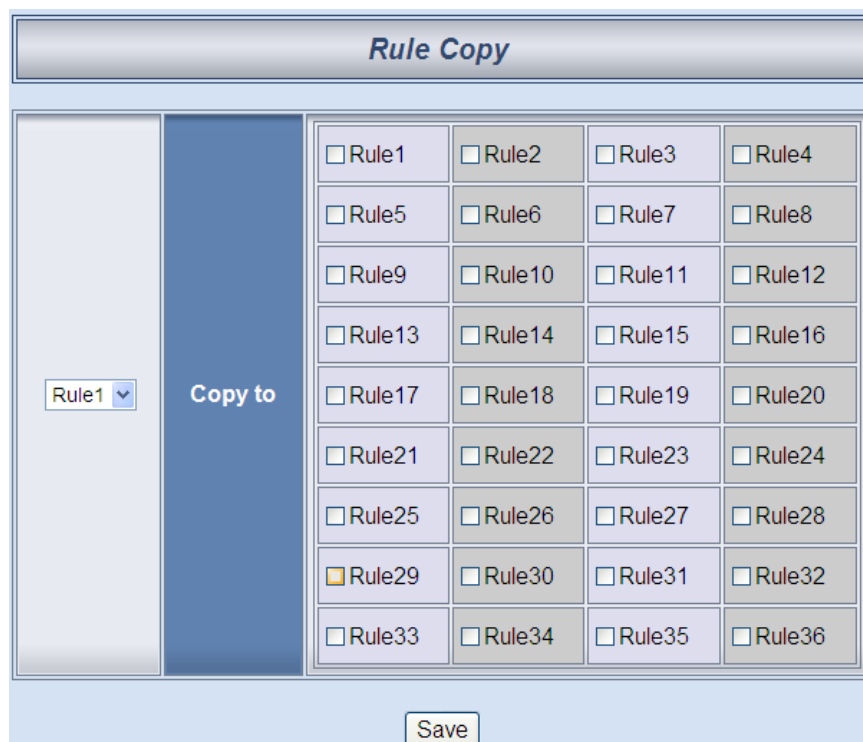 Rule Copy
Rule1 Rule2 Rule3 Rule4
Rule5 Rule6 Rule7 Rule8
Rule9 Rule10 Rule11 Rule12
Rule13 Rule14 Rule15 Rule16
Rule1 Copy to Rule17 Rule18 Rule19 Rule20
Rule21 Rule22 Rule23 Rule24
Rule25 Rule26 Rule27 Rule28
Rule29 Rule30 Rule31 Rule32
Rule33 Rule34 Rule35 Rule36
Save